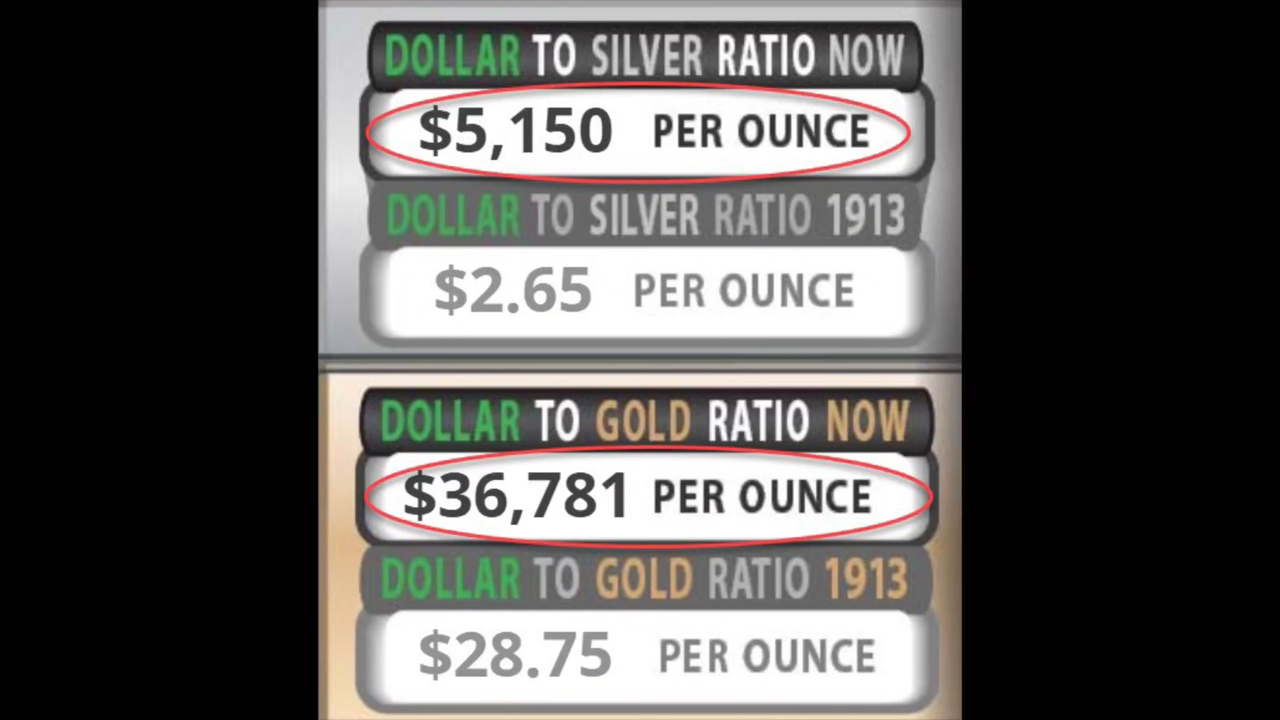 DOLLAR TO SILVER RATIO NOW
$5,150 PER OUNCE
DOLLAR TO SILVER RATIO 1913
$2.65 PER OUNCE
DOLLAR TO GOLD RATIO NOW
$36,781 PER OUNCE
DOLLAR TO GOLD RATIO 1913
$28.75 PER OUNCE